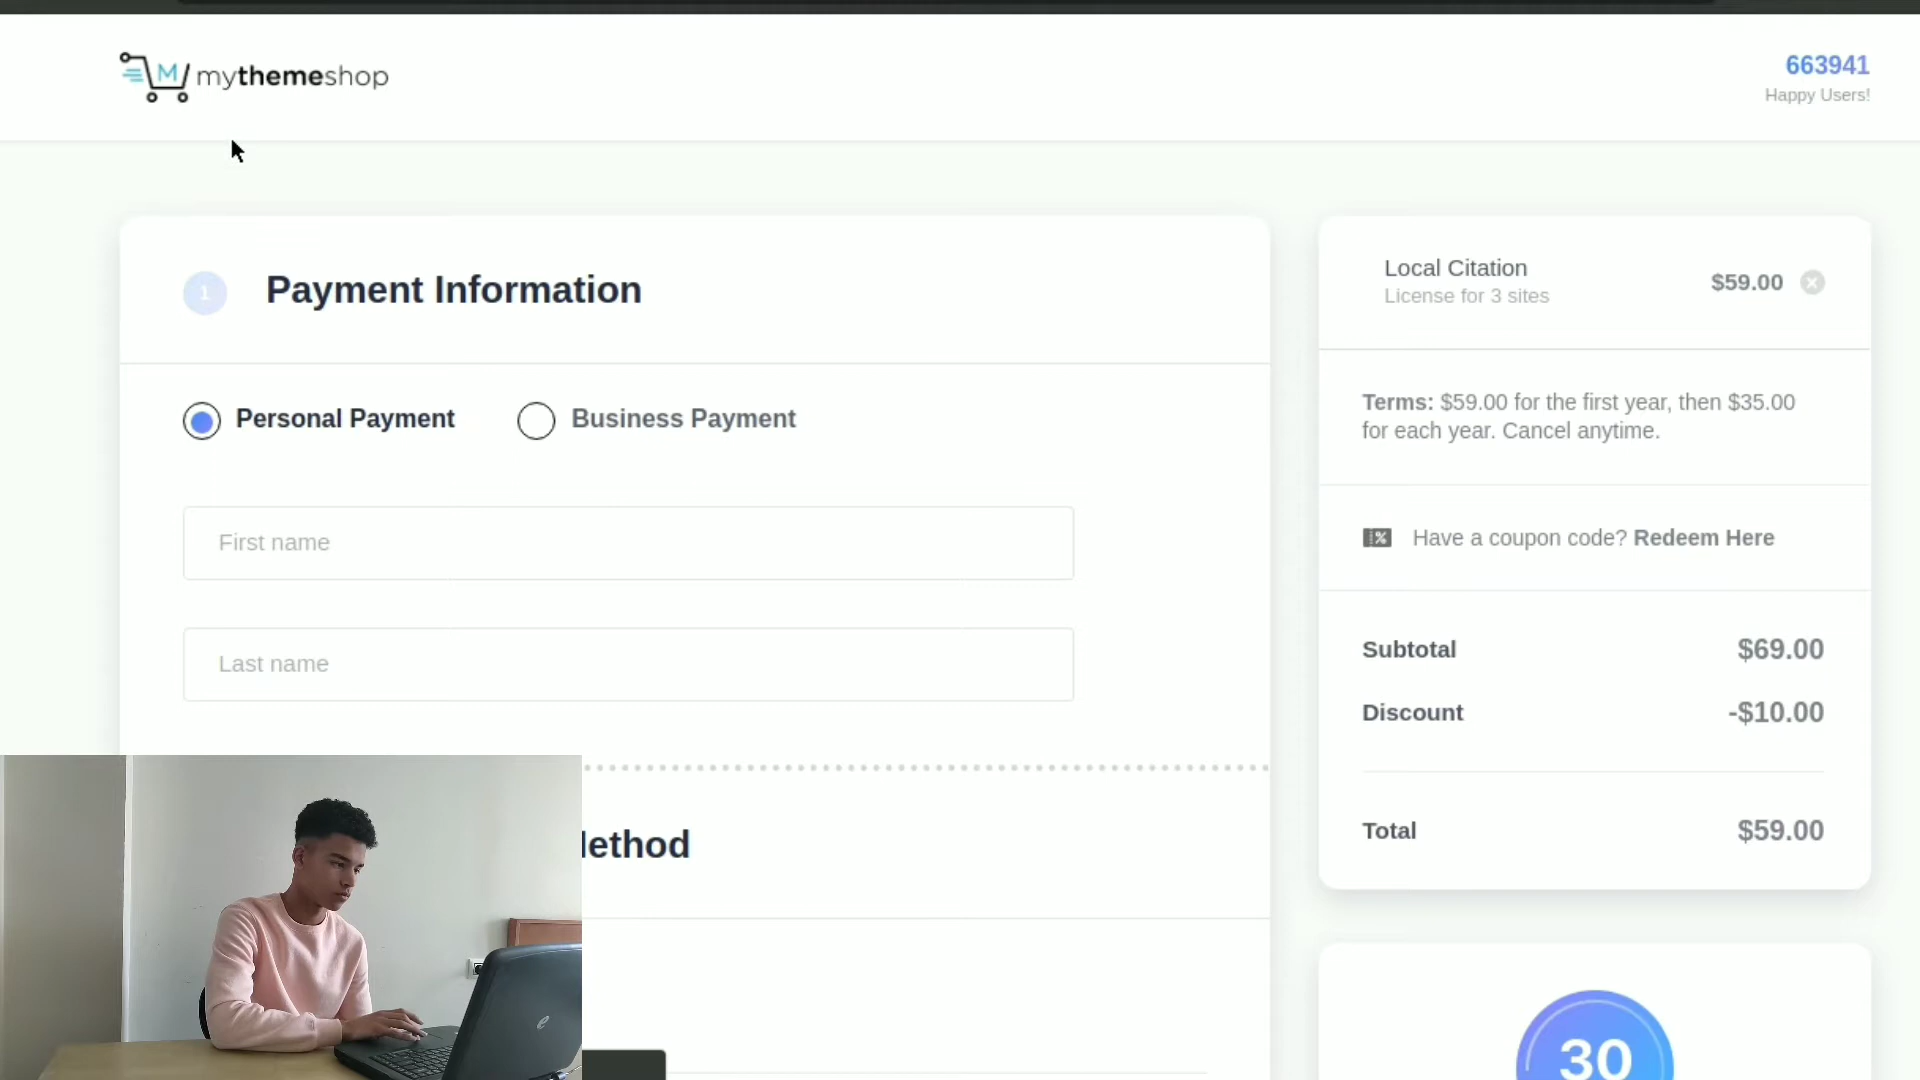 mythemeshop
663941
Happy Users!
1
Payment Information
Personal Payment
Business Payment
First name
Last name
Local Citation
License for 3 sites
$59.00
Terms: $59.00 for the first year, then $35.00
for each year. Cancel anytime.
Have a coupon code? Redeem Here
Subtotal
$69.00
Discount
-$10.00
Total
$59.00
30